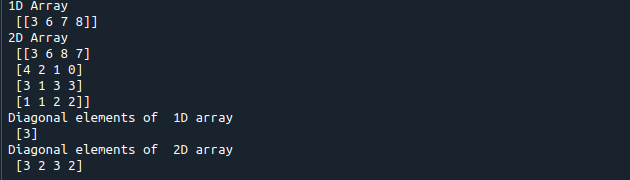 1D Array
 [[3 6 7 8]]
2D Array
 [[3 6 8 7]
 [4 2 1 0]
 [3 1 3 3]
 [1 1 2 2]]
Diagonal elements of  1D array
 [3]
Diagonal elements of  2D array
 [3 2 3 2]